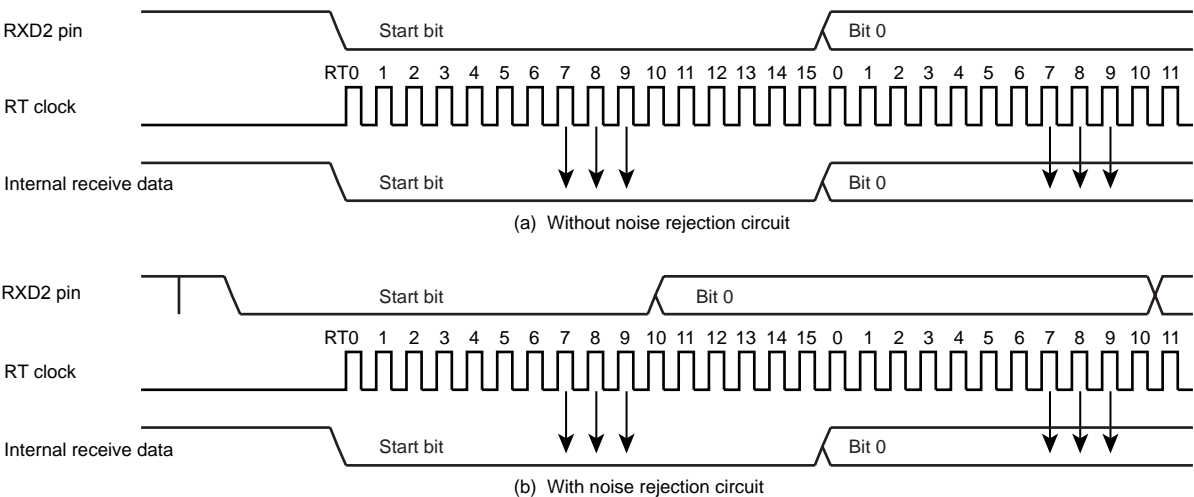 RXD2 pin Start bit Bit 0
RT0 1 2 3 4 5 6 7 8 9 10 11 12 13 14 15 0 1 2 3 4 5 6 7 8 9 10 11
RT clock
Internal receive data Start bit Bit 0
(a) Without noise rejection circuit
RXD2 pin Start bit Bit 0
RT0 1 2 3 4 5 6 7 8 9 10 11 12 13 14 15 0 1 2 3 4 5 6 7 8 9 10 11
RT clock
Internal receive data Start bit Bit 0
(b) With noise rejection circuit